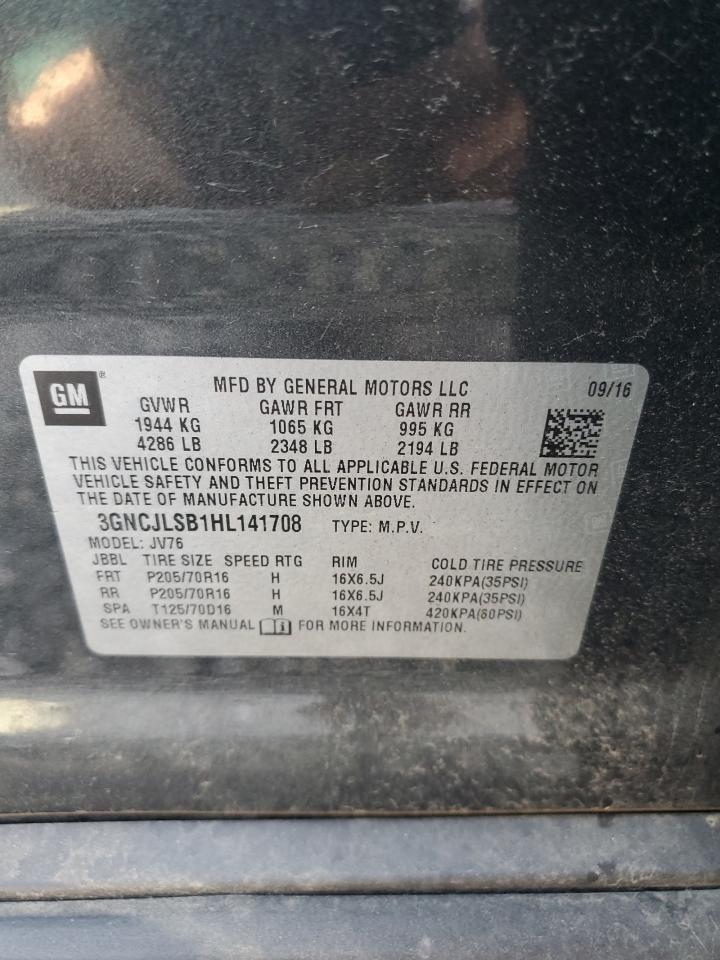 GM®
MFD BY GENERAL MOTORS LLC 09/16
GVWR GAWR FRT GAWR RR
1944 KG 1065 KG 995 KG
4286 LB 2348 LB 2194 LB
THIS VEHICLE CONFORMS TO ALL APPLICABLE U.S. FEDERAL MOTOR
VEHICLE SAFETY AND THEFT PREVENTION STANDARDS IN EFFECT ON
THE DATE OF MANUFACTURE SHOWN ABOVE.
3GNCJLSB1HL141708 TYPE: M.P.V.
MODEL: JV76
JBBL TIRE SIZE SPEED RTG RIM COLD TIRE PRESSURE
FRT P205/70R16 H 16X6.5J 240KPA(35PSI)
RR P205/70R16 H 16X6.5J 240KPA(35PSI)
SPA T125/70D16 M 16X4T 420KPA(60PSI)
SEE OWNER'S MANUAL FOR MORE INFORMATION.